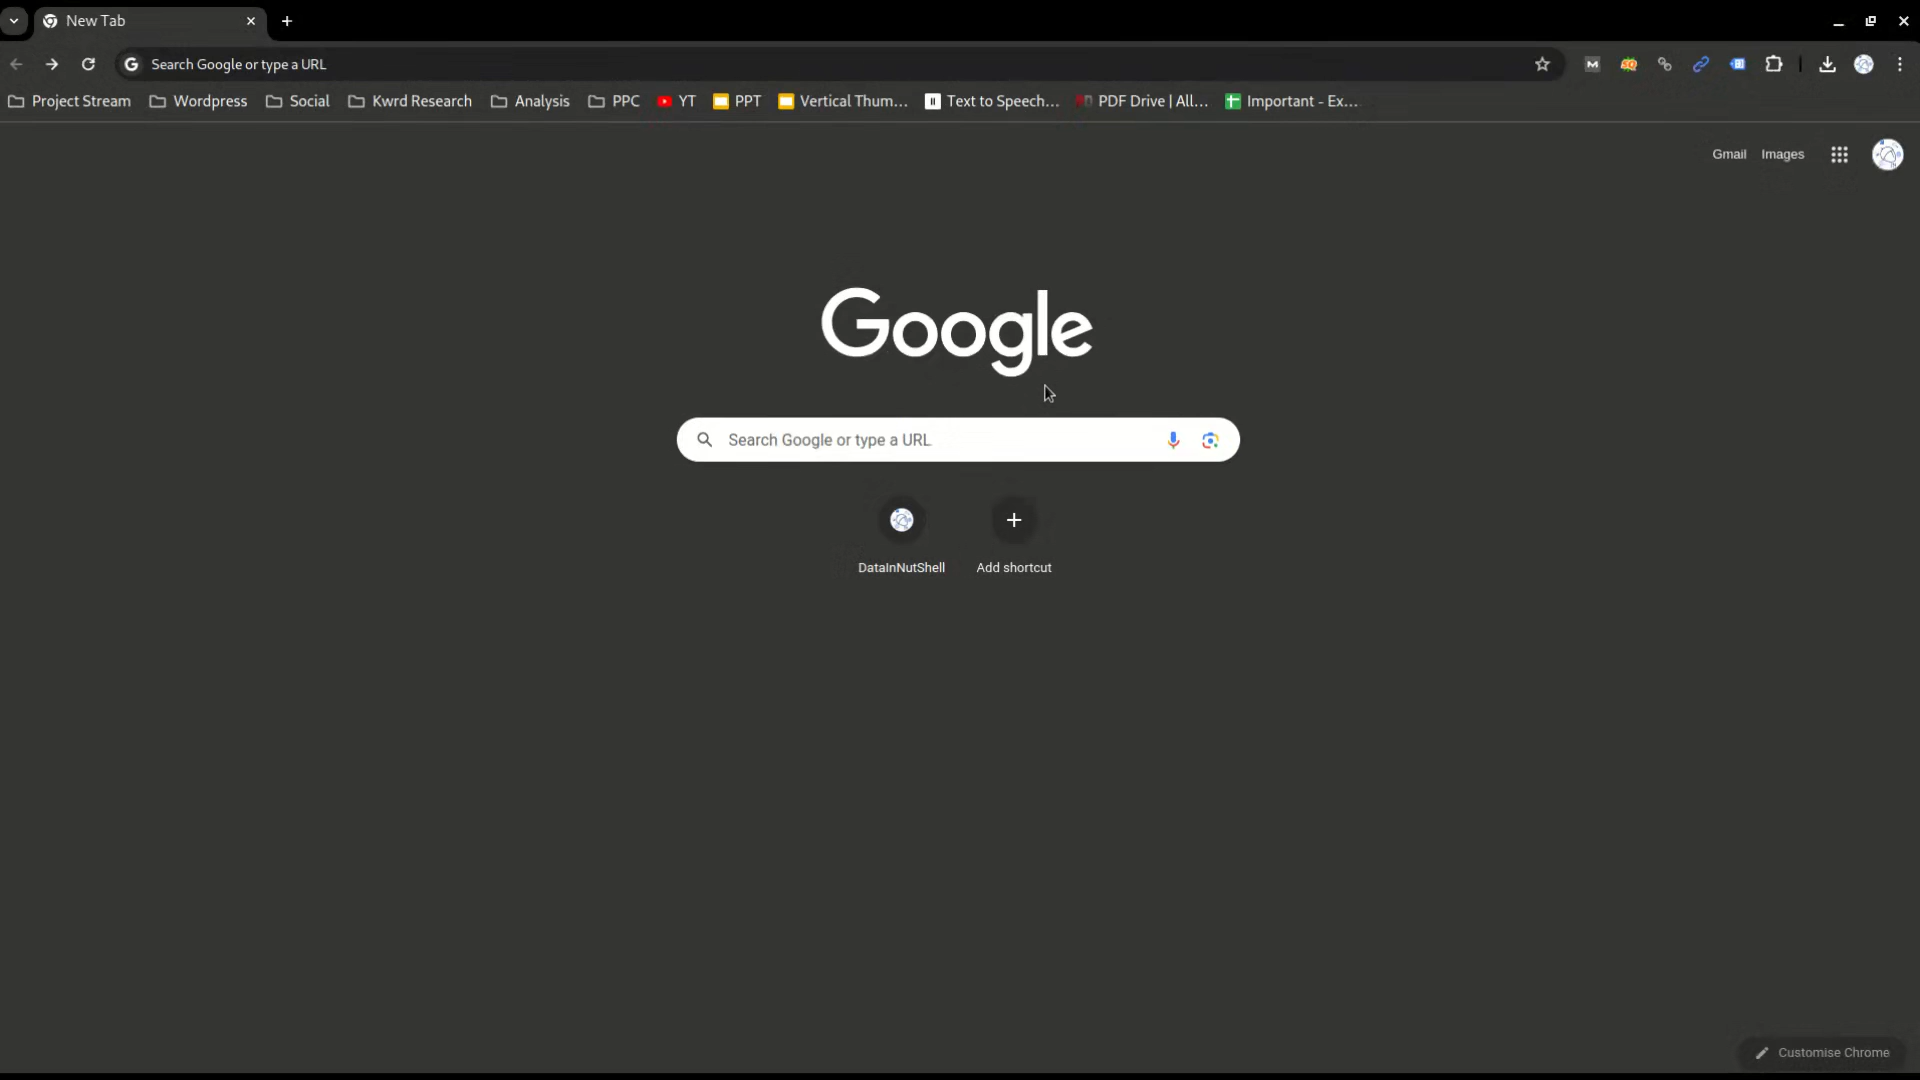 New Tab
Search Google or type a URL
Project Stream Wordpress Social Kwrd Research Analysis PPC YT PPT Vertical Thum... Text to Speech... PDF Drive | All... Important - Ex...
Gmail Images
Google
Search Google or type a URL
DataInNutShell Add shortcut
Customise Chrome